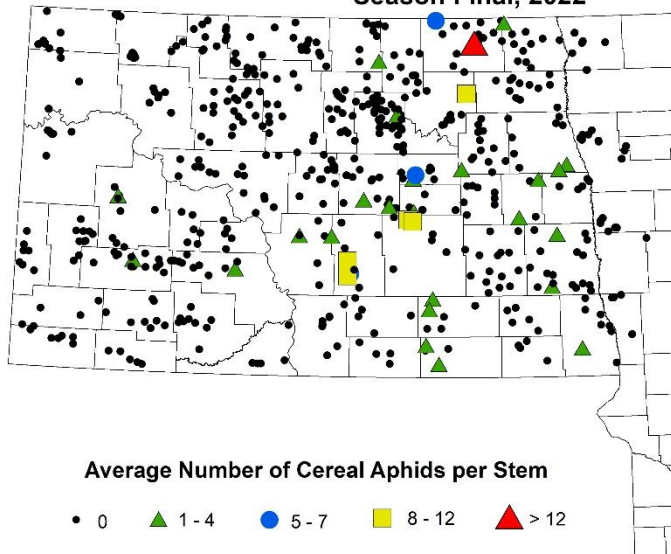 Season Final, 2022
Average Number of Cereal Aphids per Stem
0 1 - 4 5 - 7 8 - 12 > 12